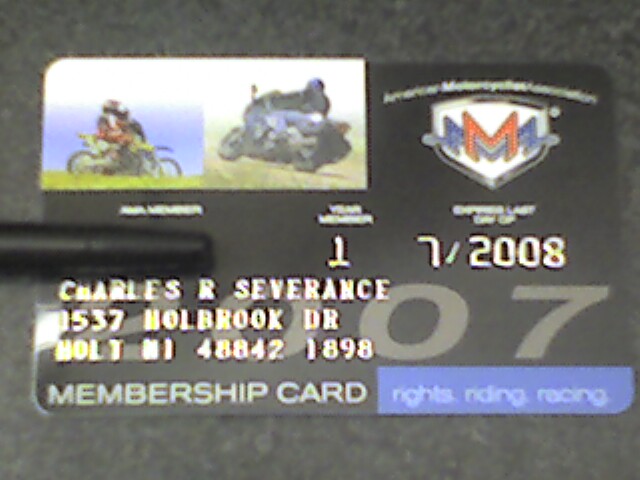 American Motorcyclist Association
AMA
AMA MEMBER
YEAR MEMBER
EXPIRES LAST DAY OF
1
7/2008
2007
CHARLES R SEVERANCE
1537 HOLBROOK DR
HOLT MI 48842 1898
MEMBERSHIP CARD
rights. riding. racing.